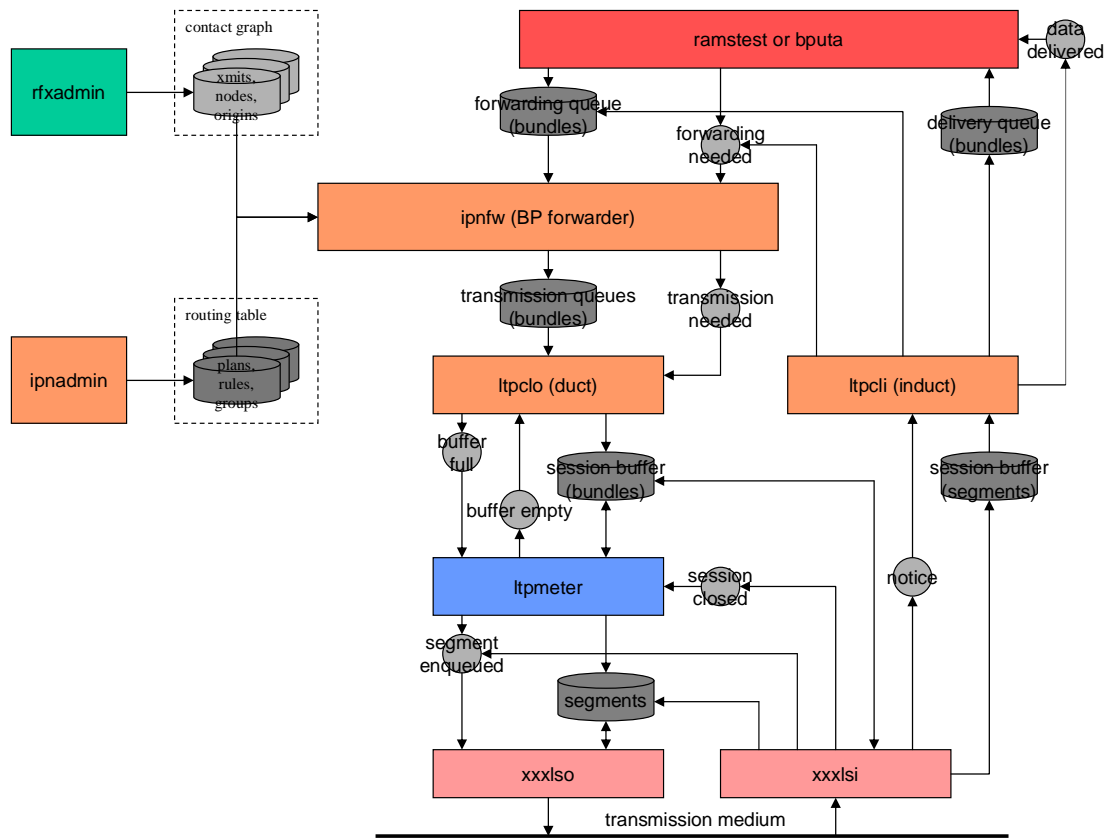 contact graph
rfxadmin
xmits,
nodes,
origins
ramstest or bputa
data
delivered
forwarding queue
(bundles)
forwarding
needed
delivery queue
(bundles)
ipnfw (BP forwarder)
transmission queues
(bundles)
transmission
needed
routing table
ipnadmin
plans,
rules,
groups
ltpclo (duct)
ltpcli (induct)
buffer
full
session buffer
(bundles)
session buffer
(segments)
buffer empty
ltpmeter
session
closed
notice
segment
enqueued
segments
xxxlso
xxxlsi
transmission medium